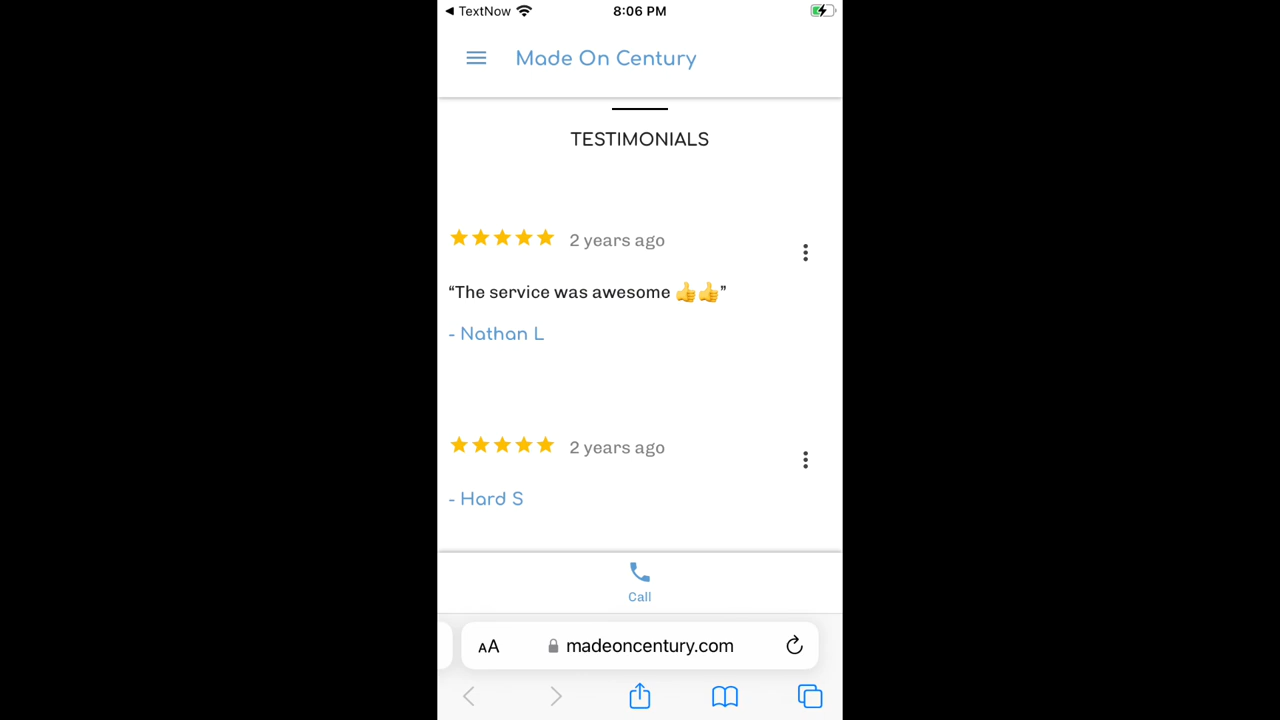 ◀ TextNow
8:06 PM
Made On Century
TESTIMONIALS
2 years ago
“The service was awesome 👍👍”
- Nathan L
2 years ago
- Hard S
Call
AA
madeoncentury.com